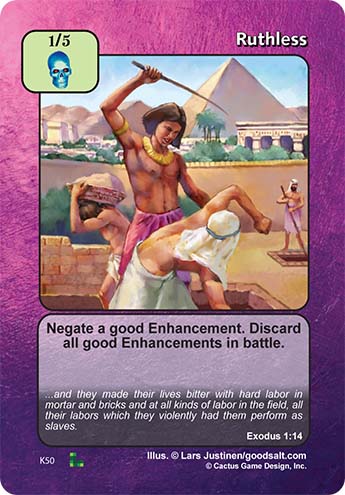 1/5
Ruthless
Negate a good Enhancement. Discard
all good Enhancements in battle.
...and they made their lives bitter with hard labor in
mortar and bricks and at all kinds of labor in the field, all
their labors which they violently had them perform as
slaves.
Exodus 1:14
K50
Illus. © Lars Justinen/goodsalt.com
© Cactus Game Design, Inc.